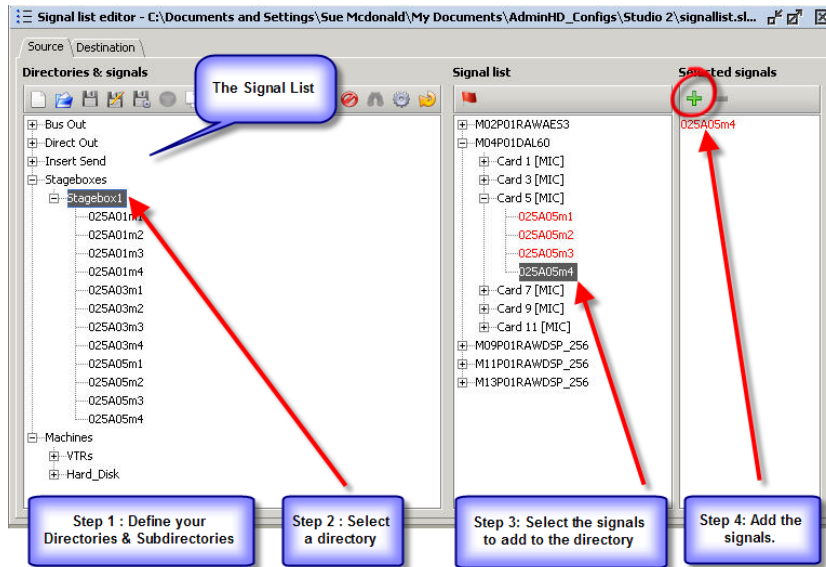 Signal list editor - C:\Documents and Settings\Sue Mcdonald\My Documents\AdminHD_Configs\Studio 2\signallist.sl...
Source
Destination
Directories & signals
The Signal List
Bus Out
Direct Out
Insert Send
Stageboxes
Stagebox1
025A01m1
025A01m2
025A01m3
025A01m4
025A03m1
025A03m2
025A03m3
025A03m4
025A05m1
025A05m2
025A05m3
025A05m4
Machines
VTRs
Hard_Disk
Signal list
M02P01RAWAES3
M04P01DAL60
Card 1 [MIC]
Card 3 [MIC]
Card 5 [MIC]
025A05m1
025A05m2
025A05m3
025A05m4
Card 7 [MIC]
Card 9 [MIC]
Card 11 [MIC]
M09P01RAWDSP_256
M11P01RAWDSP_256
M13P01RAWDSP_256
Selected signals
025A05m4
Step 1 : Define your
Directories & Subdirectories
Step 2 : Select
a directory
Step 3: Select the signals
to add to the directory
Step 4: Add the
signals.